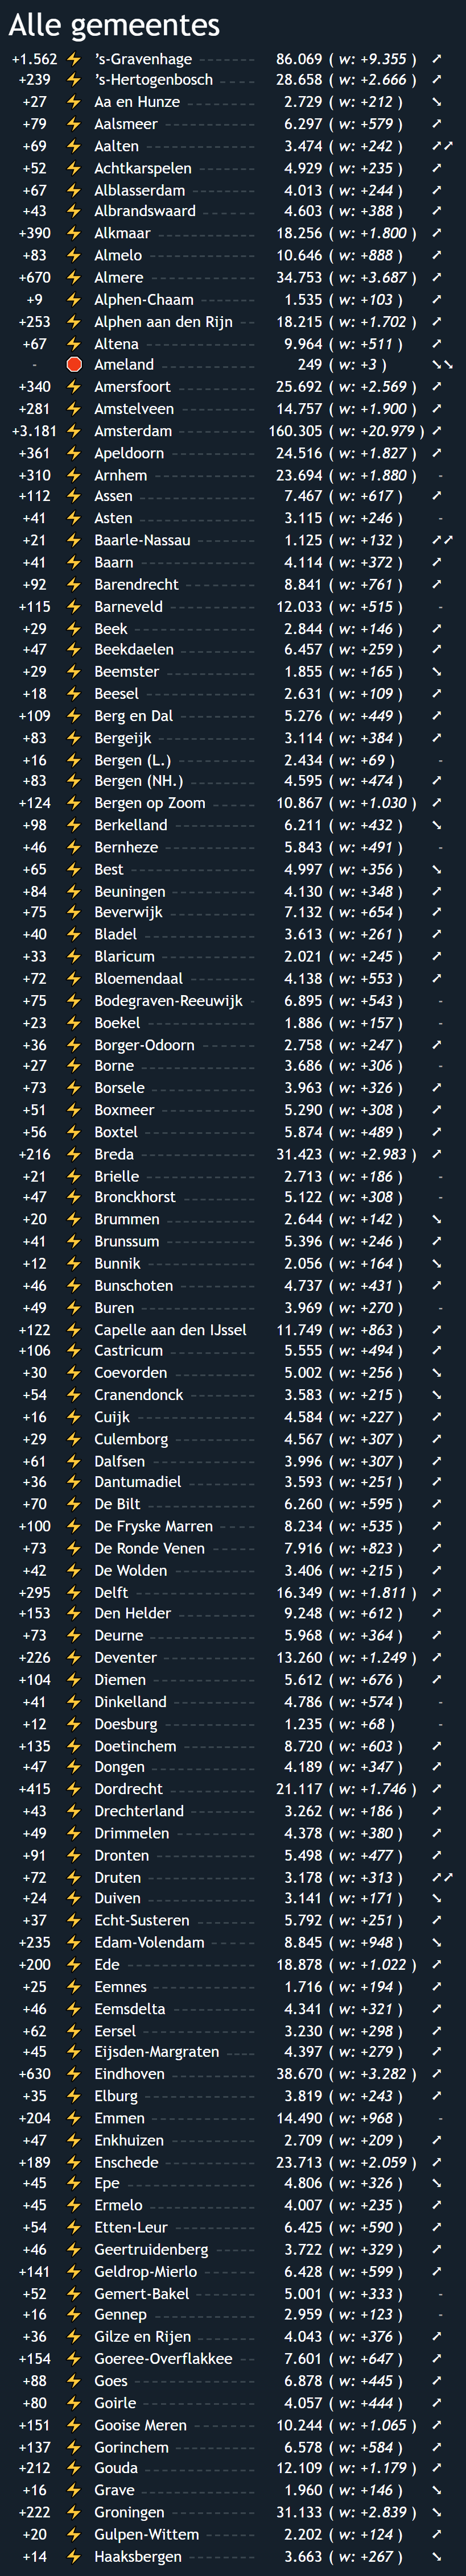 Alle gemeentes
+1.562 ’s-Gravenhage 86.069 ( w: +9.355 )
+239 ’s-Hertogenbosch 28.658 ( w: +2.666 )
+27 Aa en Hunze 2.729 ( w: +212 )
+79 Aalsmeer 6.297 ( w: +579 )
+69 Aalten 3.474 ( w: +242 )
+52 Achtkarspelen 4.929 ( w: +235 )
+67 Alblasserdam 4.013 ( w: +244 )
+43 Albrandswaard 4.603 ( w: +388 )
+390 Alkmaar 18.256 ( w: +1.800 )
+83 Almelo 10.646 ( w: +888 )
+670 Almere 34.753 ( w: +3.687 )
+9 Alphen-Chaam 1.535 ( w: +103 )
+253 Alphen aan den Rijn 18.215 ( w: +1.702 )
+67 Altena 9.964 ( w: +511 )
- Ameland 249 ( w: +3 )
+340 Amersfoort 25.692 ( w: +2.569 )
+281 Amstelveen 14.757 ( w: +1.900 )
+3.181 Amsterdam 160.305 ( w: +20.979 )
+361 Apeldoorn 24.516 ( w: +1.827 )
+310 Arnhem 23.694 ( w: +1.880 ) -
+112 Assen 7.467 ( w: +617 )
+41 Asten 3.115 ( w: +246 ) -
+21 Baarle-Nassau 1.125 ( w: +132 )
+41 Baarn 4.114 ( w: +372 )
+92 Barendrecht 8.841 ( w: +761 )
+115 Barneveld 12.033 ( w: +515 ) -
+29 Beek 2.844 ( w: +146 )
+47 Beekdaelen 6.457 ( w: +259 )
+29 Beemster 1.855 ( w: +165 )
+18 Beesel 2.631 ( w: +109 )
+109 Berg en Dal 5.276 ( w: +449 )
+83 Bergeijk 3.114 ( w: +384 )
+16 Bergen (L.) 2.434 ( w: +69 ) -
+83 Bergen (NH.) 4.595 ( w: +474 )
+124 Bergen op Zoom 10.867 ( w: +1.030 )
+98 Berkelland 6.211 ( w: +432 )
+46 Bernheze 5.843 ( w: +491 ) -
+65 Best 4.997 ( w: +356 )
+84 Beuningen 4.130 ( w: +348 )
+75 Beverwijk 7.132 ( w: +654 )
+40 Bladel 3.613 ( w: +261 )
+33 Blaricum 2.021 ( w: +245 )
+72 Bloemendaal 4.138 ( w: +553 )
+75 Bodegraven-Reeuwijk 6.895 ( w: +543 ) -
+23 Boekel 1.886 ( w: +157 ) -
+36 Borger-Odoorn 2.758 ( w: +247 )
+27 Borne 3.686 ( w: +306 ) -
+73 Borsele 3.963 ( w: +326 )
+51 Boxmeer 5.290 ( w: +308 )
+56 Boxtel 5.874 ( w: +489 )
+216 Breda 31.423 ( w: +2.983 )
+21 Brielle 2.713 ( w: +186 ) -
+47 Bronckhorst 5.122 ( w: +308 ) -
+20 Brummen 2.644 ( w: +142 )
+41 Brunssum 5.396 ( w: +246 )
+12 Bunnik 2.056 ( w: +164 )
+46 Bunschoten 4.737 ( w: +431 )
+49 Buren 3.969 ( w: +270 ) -
+122 Capelle aan den IJssel 11.749 ( w: +863 )
+106 Castricum 5.555 ( w: +494 )
+30 Coevorden 5.002 ( w: +256 )
+54 Cranendonck 3.583 ( w: +215 )
+16 Cuijk 4.584 ( w: +227 )
+29 Culemborg 4.567 ( w: +307 )
+61 Dalfsen 3.996 ( w: +307 )
+36 Dantumadiel 3.593 ( w: +251 )
+70 De Bilt 6.260 ( w: +595 )
+100 De Fryske Marren 8.234 ( w: +535 )
+73 De Ronde Venen 7.916 ( w: +823 )
+42 De Wolden 3.406 ( w: +215 )
+295 Delft 16.349 ( w: +1.811 )
+153 Den Helder 9.248 ( w: +612 )
+73 Deurne 5.968 ( w: +364 )
+226 Deventer 13.260 ( w: +1.249 )
+104 Diemen 5.612 ( w: +676 )
+41 Dinkelland 4.786 ( w: +574 ) -
+12 Doesburg 1.235 ( w: +68 ) -
+135 Doetinchem 8.720 ( w: +603 )
+47 Dongen 4.189 ( w: +347 )
+415 Dordrecht 21.117 ( w: +1.746 )
+43 Drechterland 3.262 ( w: +186 )
+49 Drimmelen 4.378 ( w: +380 )
+91 Dronten 5.498 ( w: +477 )
+72 Druten 3.178 ( w: +313 )
+24 Duiven 3.141 ( w: +171 )
+37 Echt-Susteren 5.792 ( w: +251 )
+235 Edam-Volendam 8.845 ( w: +948 )
+200 Ede 18.878 ( w: +1.022 )
+25 Eemnes 1.716 ( w: +194 )
+46 Eemsdelta 4.341 ( w: +321 )
+62 Eersel 3.230 ( w: +298 )
+45 Eijsden-Margraten 4.397 ( w: +279 )
+630 Eindhoven 38.670 ( w: +3.282 )
+35 Elburg 3.819 ( w: +243 )
+204 Emmen 14.490 ( w: +968 ) -
+47 Enkhuizen 2.709 ( w: +209 )
+189 Enschede 23.713 ( w: +2.059 )
+45 Epe 4.806 ( w: +326 )
+45 Ermelo 4.007 ( w: +235 )
+54 Etten-Leur 6.425 ( w: +590 )
+46 Geertruidenberg 3.722 ( w: +329 )
+141 Geldrop-Mierlo 6.428 ( w: +599 )
+52 Gemert-Bakel 5.001 ( w: +333 ) -
+16 Gennep 2.959 ( w: +123 ) -
+36 Gilze en Rijen 4.043 ( w: +376 )
+154 Goeree-Overflakkee 7.601 ( w: +647 )
+88 Goes 6.878 ( w: +445 )
+80 Goirle 4.057 ( w: +444 )
+151 Gooise Meren 10.244 ( w: +1.065 )
+137 Gorinchem 6.578 ( w: +584 )
+212 Gouda 12.109 ( w: +1.179 )
+16 Grave 1.960 ( w: +146 )
+222 Groningen 31.133 ( w: +2.839 )
+20 Gulpen-Wittem 2.202 ( w: +124 )
+14 Haaksbergen 3.663 ( w: +267 )